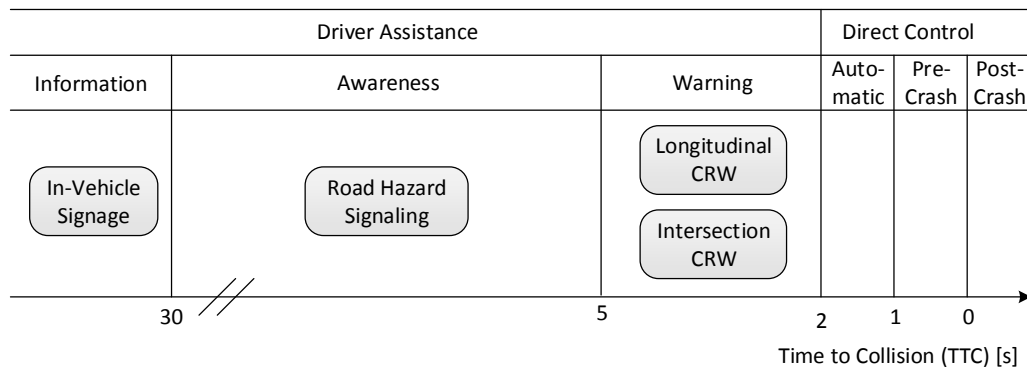 Driver Assistance
Direct Control
Information
Awareness
Warning
Auto-
matic
Pre-
Crash
Post-
Crash
In-Vehicle
Signage
Road Hazard
Signaling
Longitudinal
CRW
Intersection
CRW
30
5
2
1
0
Time to Collision (TTC) [s]